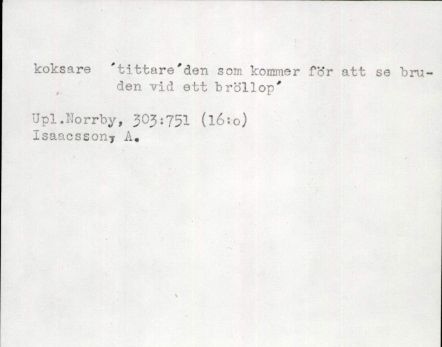 koksare ´tittare´den som kommer för att se bru-
den vid ett bröllop´
Upl.Norrby, 303:751 (16:o)
Isaacsson, A.